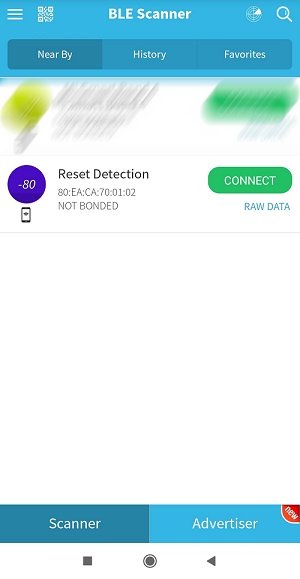 BLE Scanner
Near By
History
Favorites
-80
Reset Detection
80:EA:CA:70:01:02
NOT BONDED
CONNECT
RAW DATA
Scanner
Advertiser
new